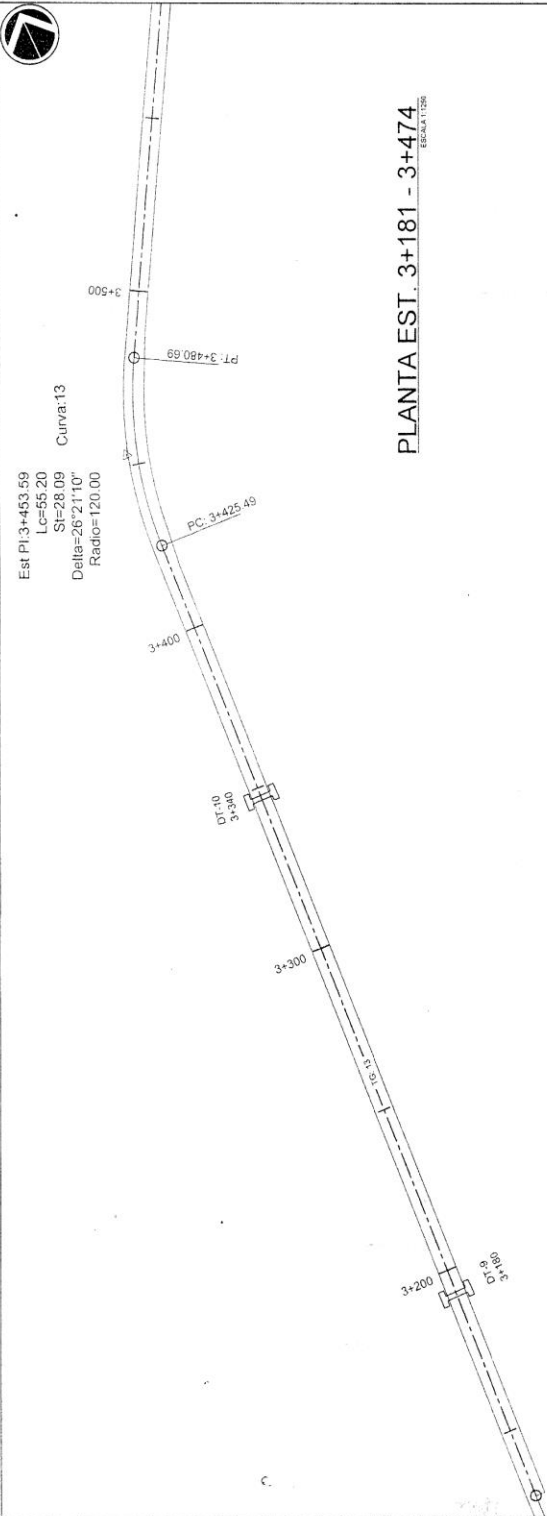 Est PI:3+453.59
Lc=55.20
St=28.09
Delta=26°21'10"
Radio=120.00
Curva:13
3+500
PT: 3+480.69
PC: 3+425.49
3+400
DT-10
3+340
3+300
TG: 13
3+200
DT-9
3+180
PLANTA EST. 3+181 - 3+474
ESCALA 1:1250